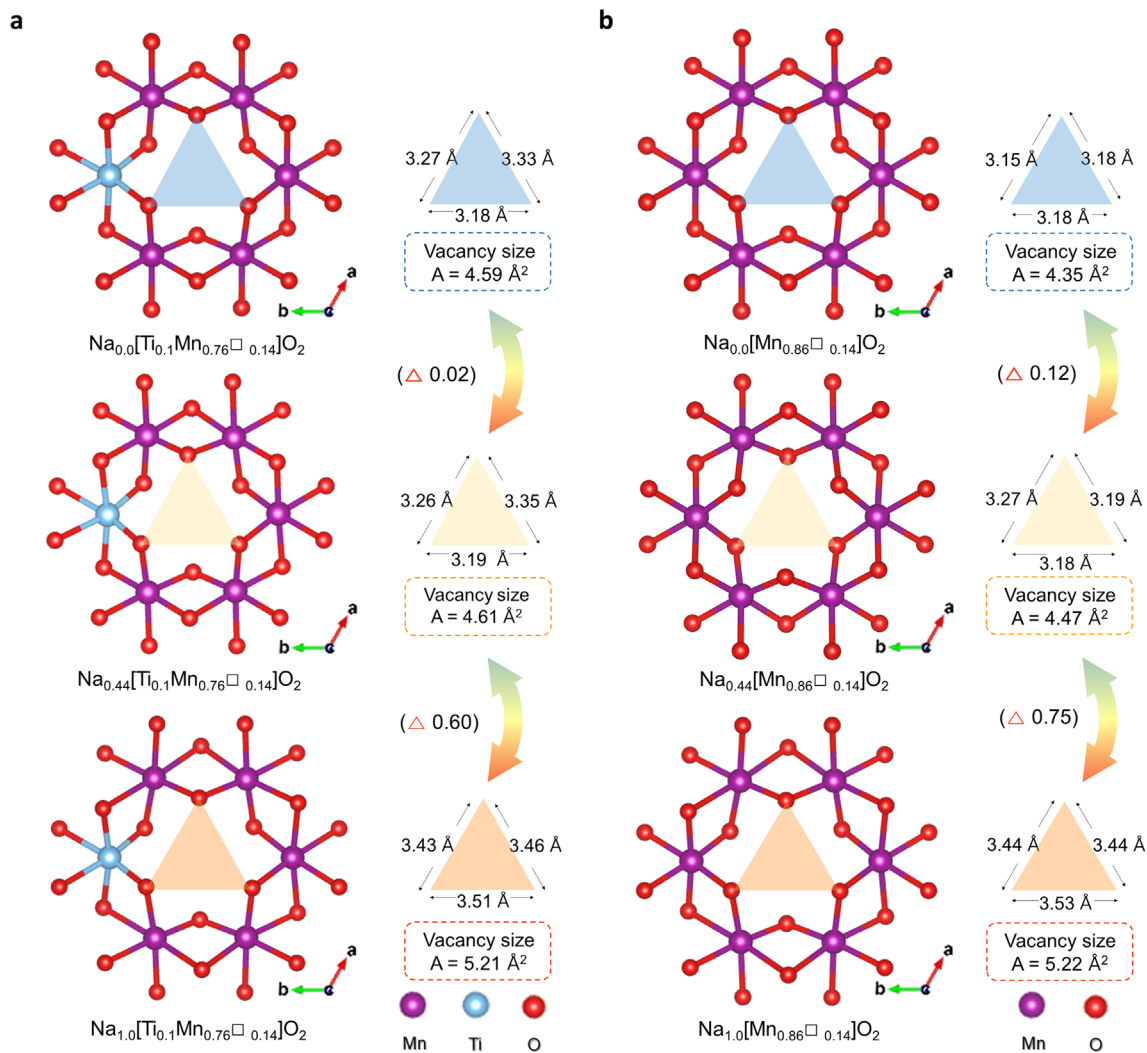 a
3.27 Å
3.33 Å
3.18 Å
Vacancy size
A = 4.59 Å²
a
b
c
Na₀.₀[Ti₀.₁Mn₀.₇₆□ ₀.₁₄]O₂
(△ 0.02)
3.26 Å
3.35 Å
3.19 Å
Vacancy size
A = 4.61 Å²
a
b
c
Na₀.₄₄[Ti₀.₁Mn₀.₇₆□ ₀.₁₄]O₂
(△ 0.60)
3.43 Å
3.46 Å
3.51 Å
Vacancy size
A = 5.21 Å²
a
b
c
Na₁.₀[Ti₀.₁Mn₀.₇₆□ ₀.₁₄]O₂
Mn Ti O
b
3.15 Å
3.18 Å
3.18 Å
Vacancy size
A = 4.35 Å²
a
b
c
Na₀.₀[Mn₀.₈₆□ ₀.₁₄]O₂
(△ 0.12)
3.27 Å
3.19 Å
3.18 Å
Vacancy size
A = 4.47 Å²
a
b
c
Na₀.₄₄[Mn₀.₈₆□ ₀.₁₄]O₂
(△ 0.75)
3.44 Å
3.44 Å
3.53 Å
Vacancy size
A = 5.22 Å²
a
b
c
Na₁.₀[Mn₀.₈₆□ ₀.₁₄]O₂
Mn O